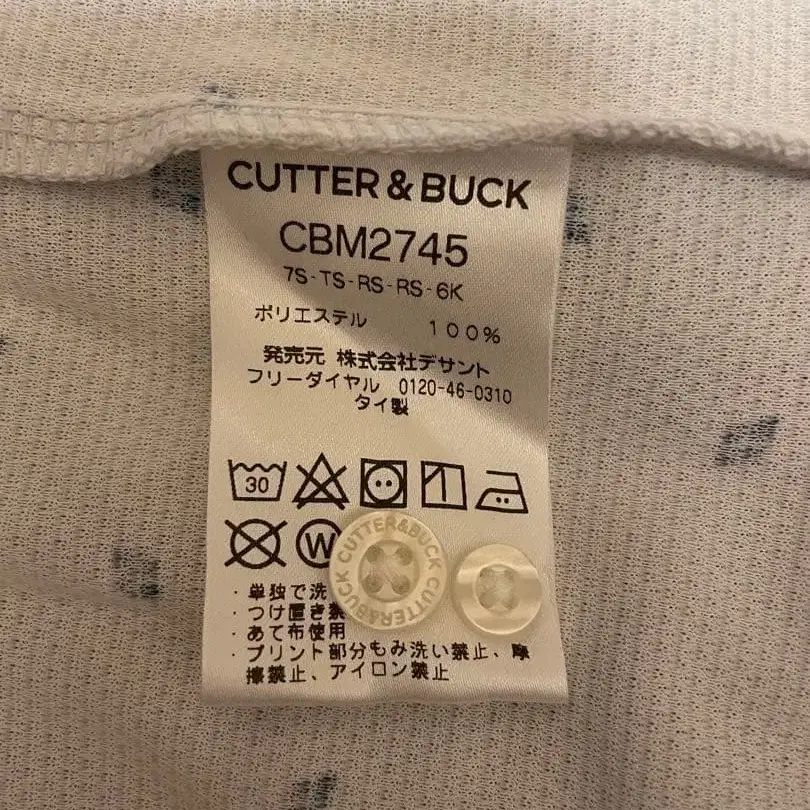 CUTTER & BUCK
CBM2745
7S-TS-RS-RS-6K
ポリエステル 100%
発売元 株式会社デサント
フリーダイヤル 0120-46-0310
タイ製
30
W
CUTTER&BUCK CUTTER&BUCK
・単独で洗
・つけ置き禁
・あて布使用
・プリント部分もみ洗い禁止、摩
擦禁止、アイロン禁止